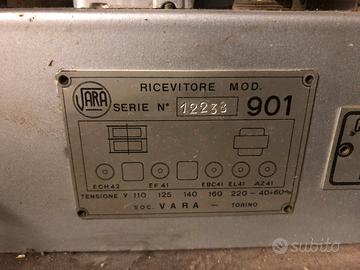 VARA
RICEVITORE MOD.
SERIE N° 12233 901
ECH42 EF41 EBC41 EL41 AZ41
TENSIONE V 110 125 140 160 220 - 40÷60~
SOC. VARA - TORINO
subito